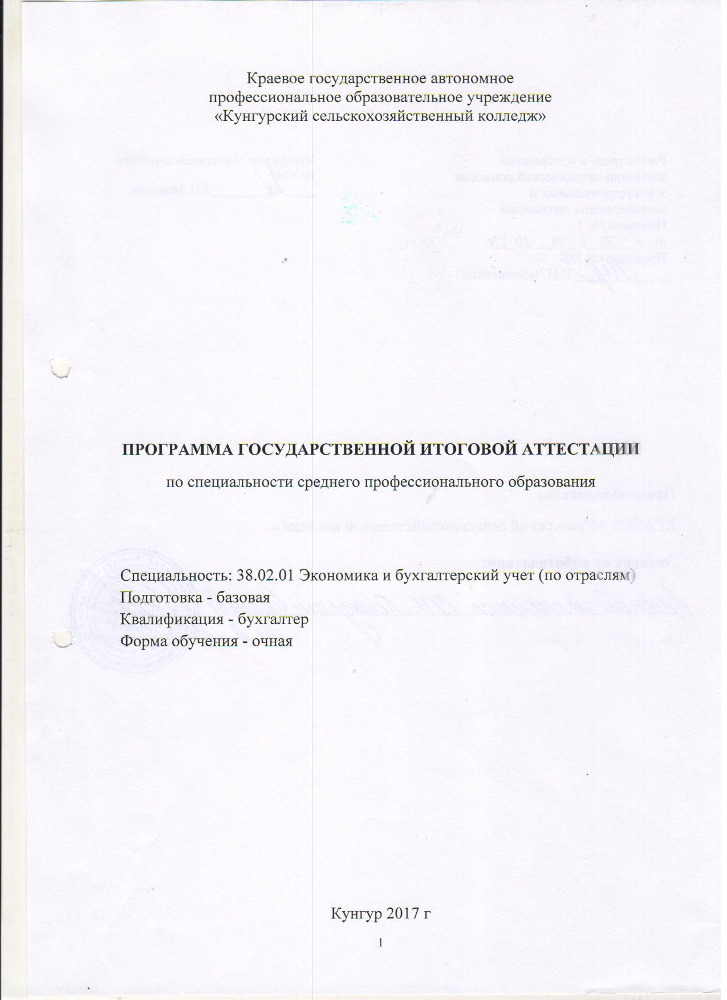 Краевое государственное автономное
профессиональное образовательное учреждение
«Кунгурский сельскохозяйственный колледж»
ПРОГРАММА ГОСУДАРСТВЕННОЙ ИТОГОВОЙ АТТЕСТАЦИИ
по специальности среднего профессионального образования
Специальность: 38.02.01 Экономика и бухгалтерский учет (по отраслям)
Подготовка - базовая
Квалификация - бухгалтер
Форма обучения - очная
Кунгур 2017 г
1